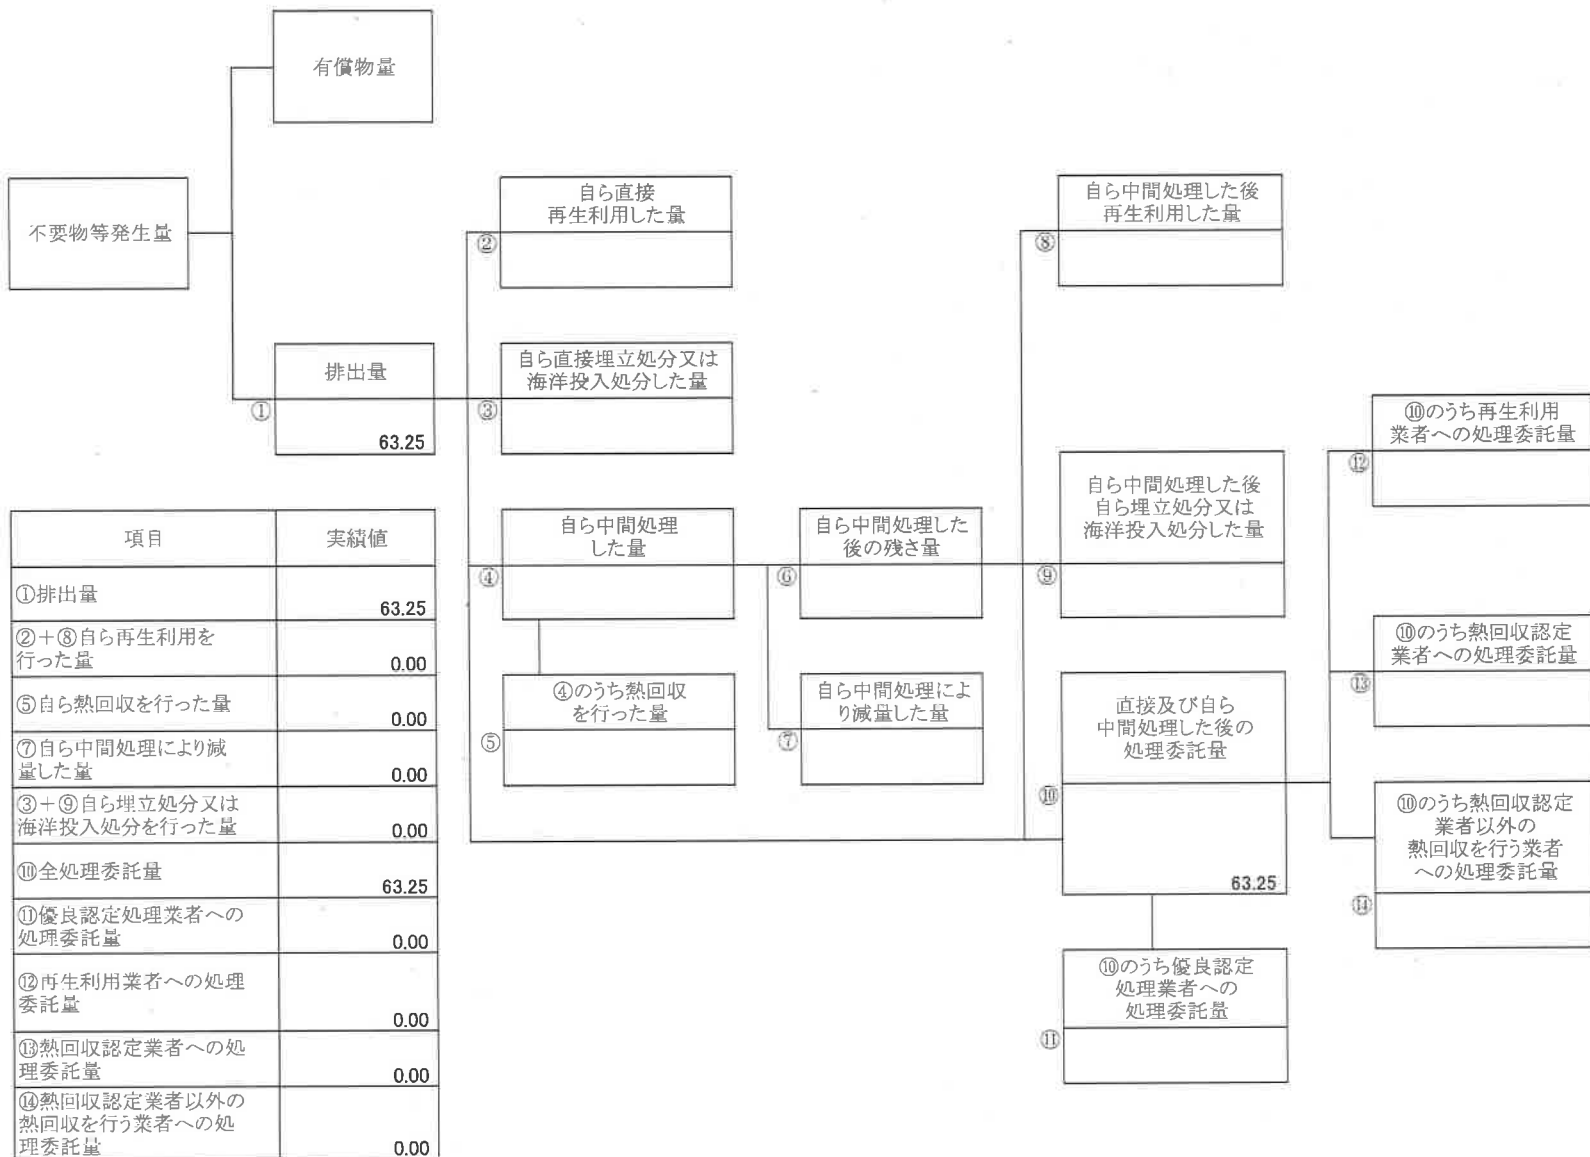 有償物量
不要物等発生量
自ら直接
再生利用した量
②
自ら中間処理した後
再生利用した量
⑧
排出量
①
63.25
自ら直接埋立処分又は
海洋投入処分した量
③
⑩のうち再生利用
業者への処理委託量
⑫
自ら中間処理
した量
④
自ら中間処理した
後の残さ量
⑥
自ら中間処理した後
自ら埋立処分又は
海洋投入処分した量
⑨
⑩のうち熱回収認定
業者への処理委託量
⑬
④のうち熱回収
を行った量
⑤
自ら中間処理によ
り減量した量
⑦
直接及び自ら
中間処理した後の
処理委託量
⑩
63.25
⑩のうち熱回収認定
業者以外の
熱回収を行う業者
への処理委託量
⑭
⑩のうち優良認定
処理業者への
処理委託量
⑪
項目 実績値
①排出量
63.25
②+⑧自ら再生利用を
行った量
0.00
⑤自ら熱回収を行った量
0.00
⑦自ら中間処理により減
量した量
0.00
③+⑨自ら埋立処分又は
海洋投入処分を行った量
0.00
⑩全処理委託量
63.25
⑪優良認定処理業者への
処理委託量
0.00
⑫再生利用業者への処理
委託量
0.00
⑬熱回収認定業者への処
理委託量
0.00
⑭熱回収認定業者以外の
熱回収を行う業者への処
理委託量
0.00